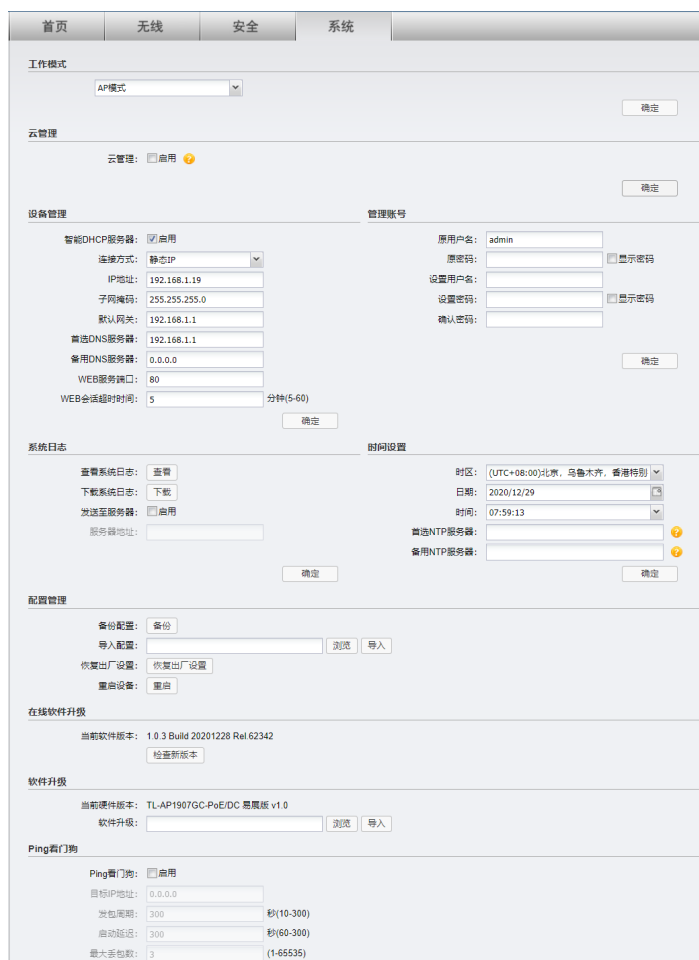 首页 无线 安全 系统
工作模式
AP模式
确定
云管理
云管理： 启用
确定
设备管理
智能DHCP服务器： 启用
连接方式： 静态IP
IP地址： 192.168.1.19
子网掩码： 255.255.255.0
默认网关： 192.168.1.1
首选DNS服务器： 192.168.1.1
备用DNS服务器： 0.0.0.0
WEB服务端口： 80
WEB会话超时时间： 5 分钟(5-60)
确定
管理账号
原用户名： admin
原密码： 显示密码
设置用户名：
设置密码： 显示密码
确认密码：
确定
系统日志
查看系统日志： 查看
下载系统日志： 下载
发送至服务器： 启用
服务器地址：
确定
时间设置
时区： (UTC+08:00)北京，乌鲁木齐，香港特别
日期： 2020/12/29
时间： 07:59:13
首选NTP服务器：
备用NTP服务器：
确定
配置管理
备份配置： 备份
导入配置： 浏览 导入
恢复出厂设置： 恢复出厂设置
重启设备： 重启
在线软件升级
当前软件版本： 1.0.3 Build 20201228 Rel.62342
检查新版本
软件升级
当前硬件版本： TL-AP1907GC-PoE/DC 易展版 v1.0
软件升级： 浏览 导入
Ping看门狗
Ping看门狗： 启用
目标IP地址： 0.0.0.0
发包周期： 300 秒(10-300)
启动延迟： 300 秒(60-300)
最大丢包数： 3 (1-65535)